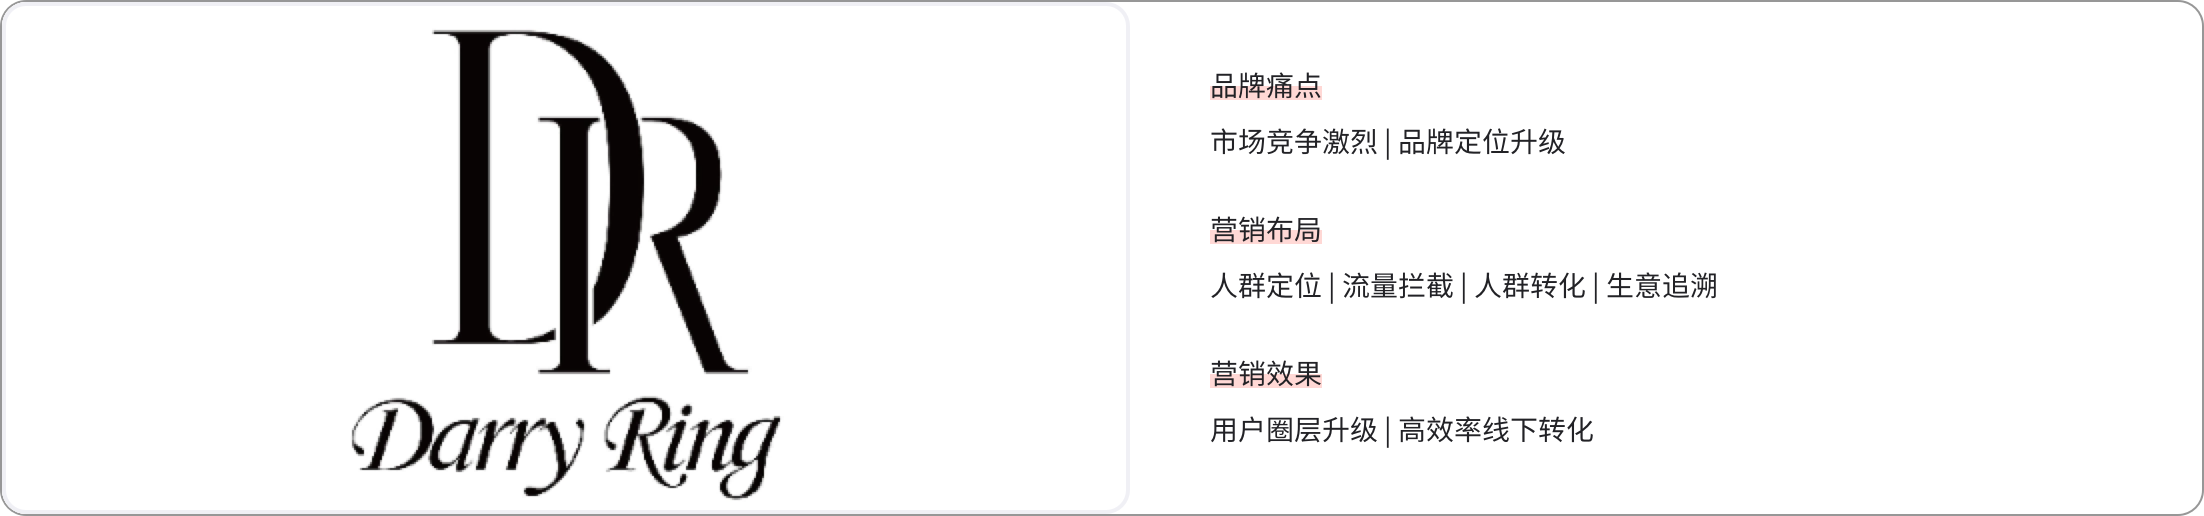 DR
Darry Ring
品牌痛点
市场竞争激烈 | 品牌定位升级
营销布局
人群定位 | 流量拦截 | 人群转化 | 生意追溯
营销效果
用户圈层升级 | 高效率线下转化